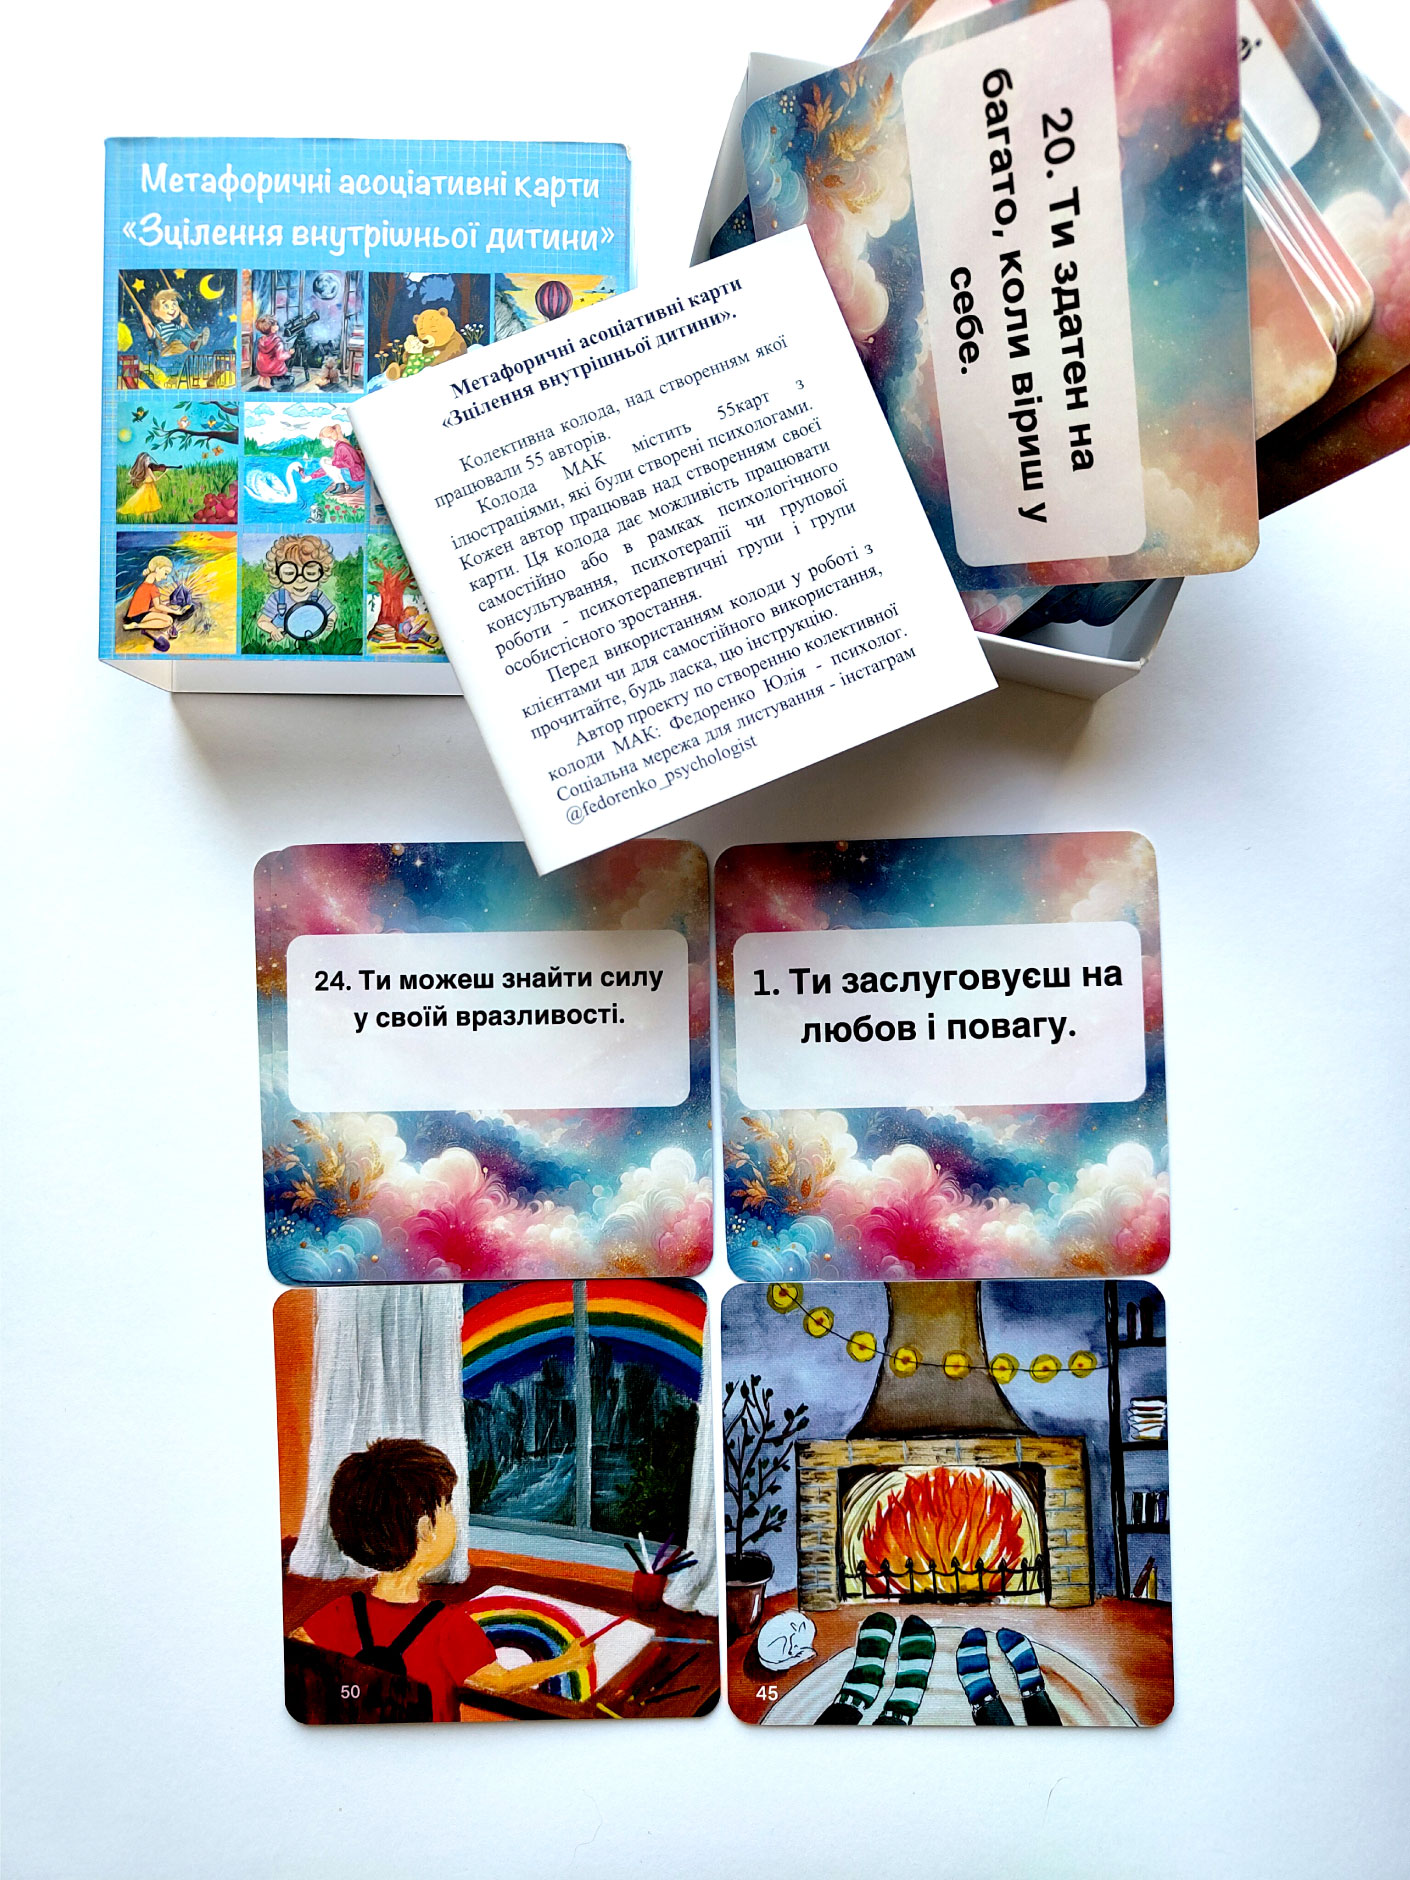 Метафоричні асоціативні карти
«Зцілення внутрішньої дитини»
20. Ти здатен на
багато, коли віриш у
себе.
Метафоричні асоціативні карти
«Зцілення внутрішньої дитини».
Колективна колода, над створенням якої
працювали 55 авторів.
Колода МАК містить 55карт з
ілюстраціями, які були створені психологами.
Кожен автор працював над створенням своєї
карти. Ця колода дає можливість працювати
самостійно або в рамках психологічного
консультування, психотерапії чи групової
роботи - психотерапевтичні групи і групи
особистісного зростання.
Перед використанням колоди у роботі з
клієнтами чи для самостійного використання,
прочитайте, будь ласка, цю інструкцію.
Автор проекту по створенню колективної
колоди МАК: Федоренко Юлія - психолог.
Соціальна мережа для листування - інстаграм
@fedorenko_psychologist
24. Ти можеш знайти силу
у своїй вразливості.
1. Ти заслуговуєш на
любов і повагу.
50
45